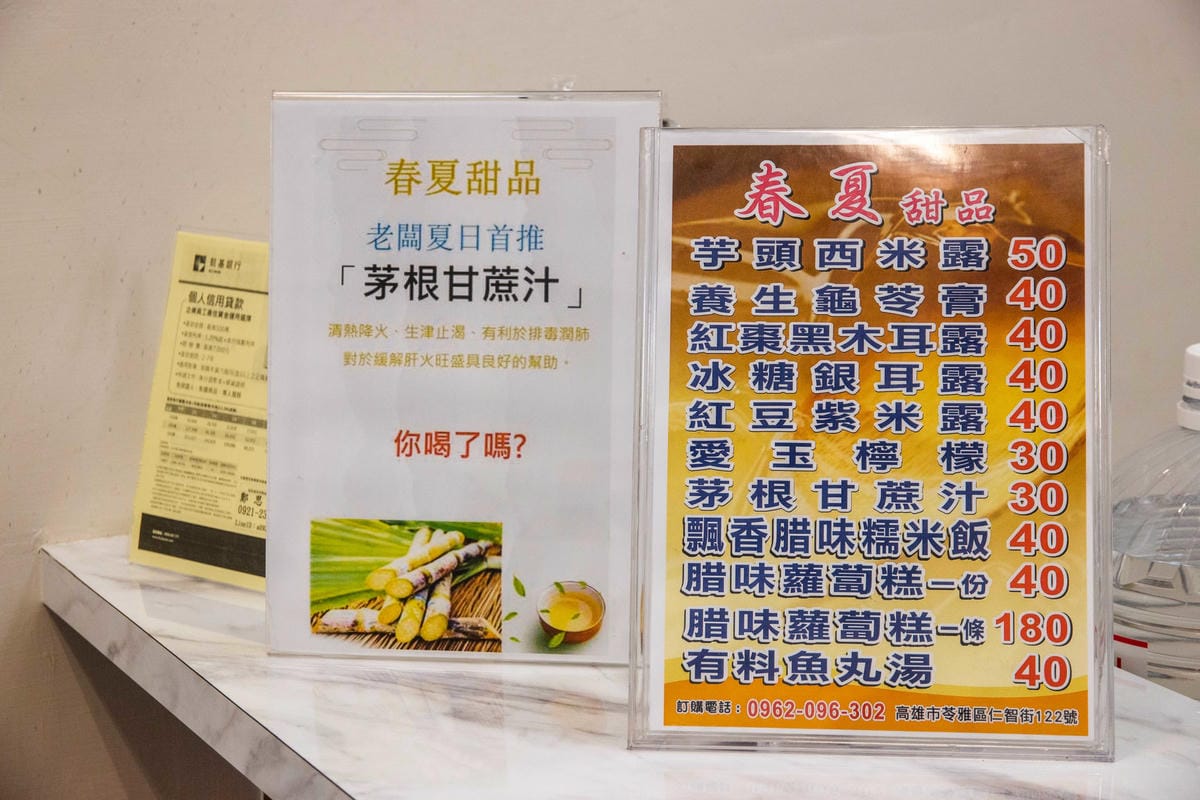 凱基銀行
個人信用貸款
0921-23
春夏甜品
老闆夏日首推
「茅根甘蔗汁」
清熱降火、生津止渴、有利於排毒潤肺
對於緩解肝火旺盛具良好的幫助。
你喝了嗎?
春夏甜品
芋頭西米露 50
養生龜苓膏 40
紅棗黑木耳露 40
冰糖銀耳露 40
紅豆紫米露 40
愛玉檸檬 30
茅根甘蔗汁 30
飄香腊味糯米飯 40
腊味蘿蔔糕一份 40
腊味蘿蔔糕一條 180
有料魚丸湯 40
訂購電話：0962-096-302 高雄市苓雅區仁智街122號